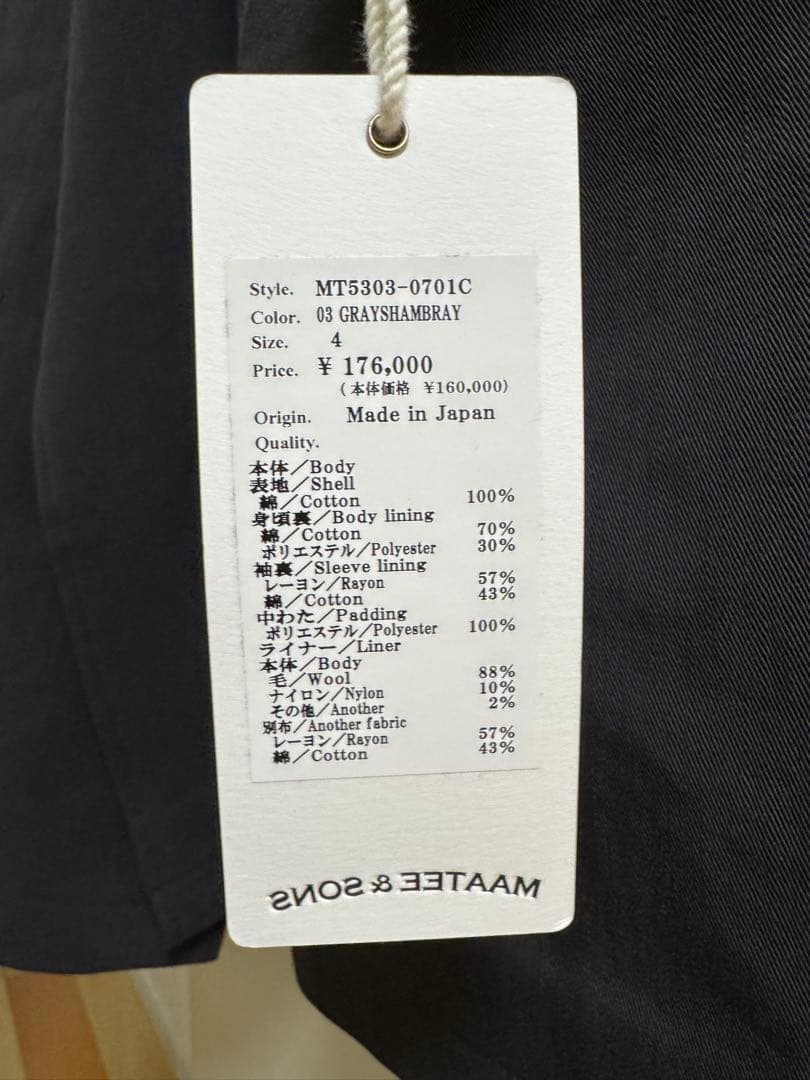 Style. MT5303-0701C
Color. 03 GRAYSHAMBRAY
Size. 4
Price. ¥ 176,000
(本体価格 ¥160,000)
Origin. Made in Japan
Quality.
本体/Body
表地/Shell
綿/Cotton 100%
身頃裏/Body lining
綿/Cotton 70%
ポリエステル/Polyester 30%
袖裏/Sleeve lining
レーヨン/Rayon 57%
綿/Cotton 43%
中わた/Padding
ポリエステル/Polyester 100%
ライナー/Liner
本体/Body
毛/Wool 88%
ナイロン/Nylon 10%
その他/Another 2%
別布/Another fabric
レーヨン/Rayon 57%
綿/Cotton 43%
MAATEE & SONS